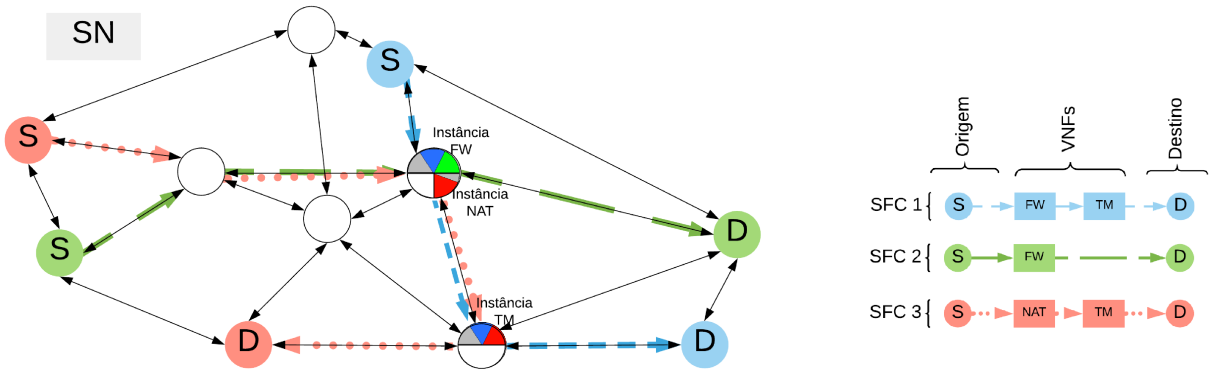 SN
S
S
Instância
FW
S
Instância
NAT
S
D
Instância
TM
D
D
Origem
VNFs
Destino
SFC 1 { S FW TM D
SFC 2 { S FW D
SFC 3 { S NAT TM D